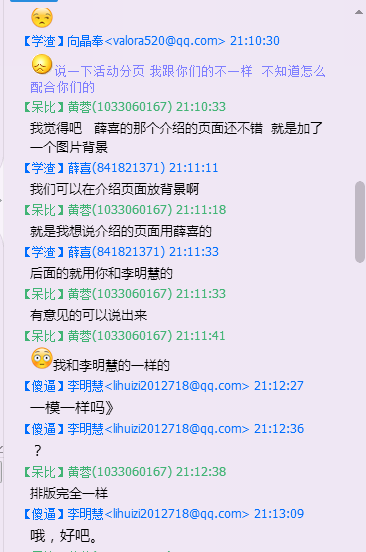 【学渣】向晶奉<valora520@qq.com> 21:10:30
说一下活动分页 我跟你们的不一样 不知道怎么
配合你们的
【呆比】黄蓉(1033060167) 21:10:33
我觉得吧 薛喜的那个介绍的页面还不错 就是加了
一个图片背景
【学渣】薛喜(841821371) 21:11:11
我们可以在介绍页面放背景啊
【呆比】黄蓉(1033060167) 21:11:18
就是我想说介绍的页面用薛喜的
【学渣】薛喜(841821371) 21:11:33
后面的就用你和李明慧的
【呆比】黄蓉(1033060167) 21:11:33
有意见的可以说出来
【呆比】黄蓉(1033060167) 21:11:41
我和李明慧的一样的
【傻逼】李明慧<lihuizi2012718@qq.com> 21:12:27
一模一样吗》
【傻逼】李明慧<lihuizi2012718@qq.com> 21:12:36
？
【呆比】黄蓉(1033060167) 21:12:38
排版完全一样
【傻逼】李明慧<lihuizi2012718@qq.com> 21:13:09
哦，好吧。